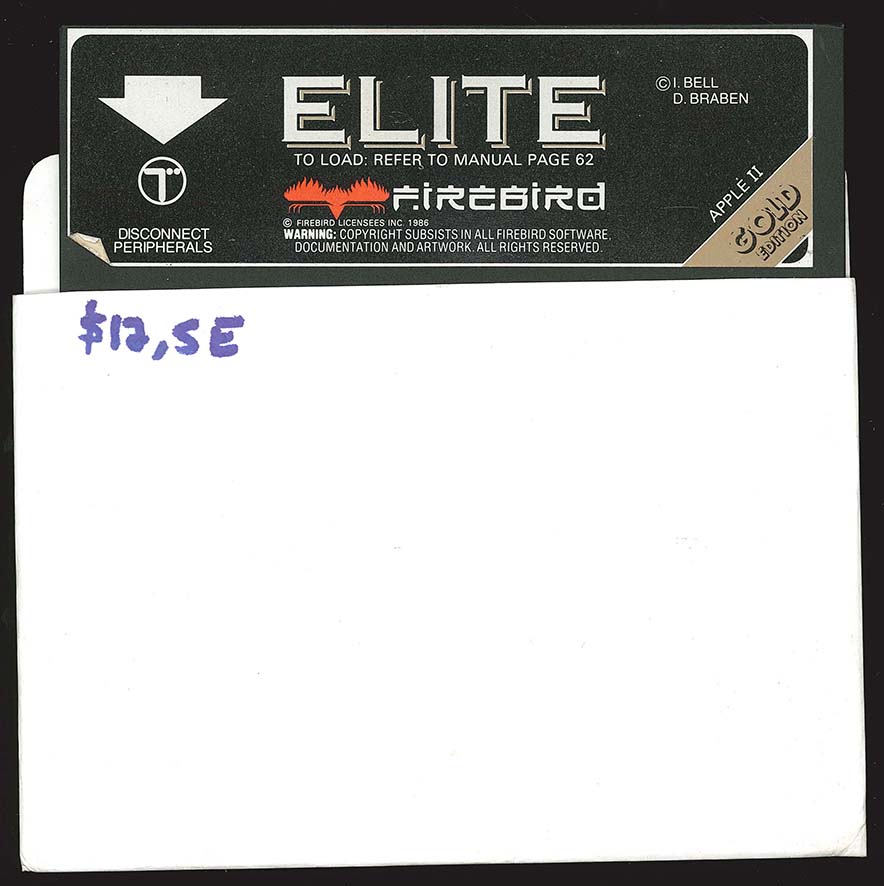 ELITE
© I. BELL
D. BRABEN
TO LOAD: REFER TO MANUAL PAGE 62
FIREBIRD
© FIREBIRD LICENSEES INC. 1986
WARNING: COPYRIGHT SUBSISTS IN ALL FIREBIRD SOFTWARE,
DOCUMENTATION AND ARTWORK. ALL RIGHTS RESERVED.
T
DISCONNECT
PERIPHERALS
APPLE II
GOLD
EDITION
$12,SE